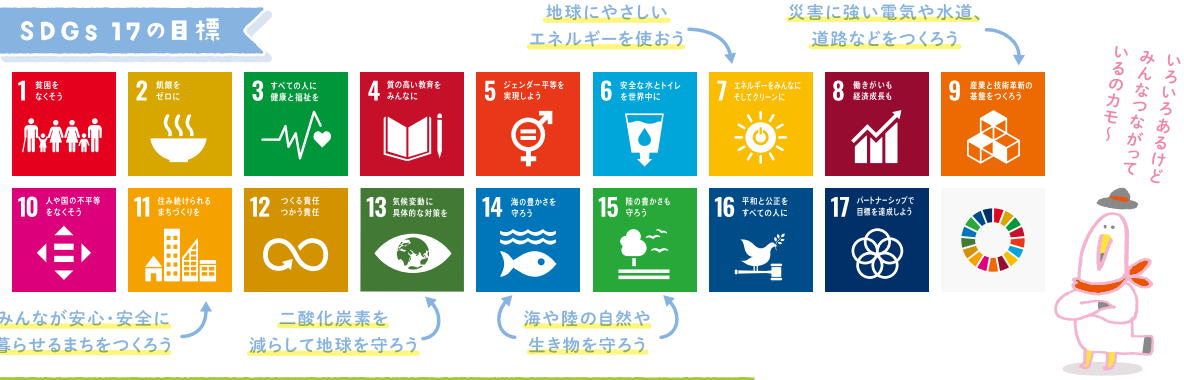 SDGs 17の目標
地球にやさしい
エネルギーを使おう
災害に強い電気や水道、
道路などをつくろう
1 貧困を
なくそう
2 飢餓を
ゼロに
3 すべての人に
健康と福祉を
4 質の高い教育を
みんなに
5 ジェンダー平等を
実現しよう
6 安全な水とトイレ
を世界中に
7 エネルギーをみんなに
そしてクリーンに
8 働きがいも
経済成長も
9 産業と技術革新の
基盤をつくろう
10 人や国の不平等
をなくそう
11 住み続けられる
まちづくりを
12 つくる責任
つかう責任
13 気候変動に
具体的な対策を
14 海の豊かさを
守ろう
15 陸の豊かさも
守ろう
16 平和と公正を
すべての人に
17 パートナーシップで
目標を達成しよう
いろいろあるけど
みんなつながって
いるのカモ〜
みんなが安心・安全に
暮らせるまちをつくろう
二酸化炭素を
減らして地球を守ろう
海や陸の自然や
生き物を守ろう